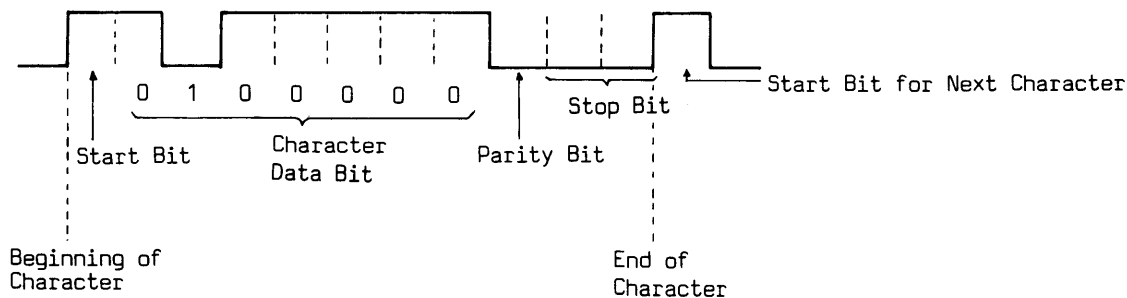 0 1 0 0 0 0 0
Start Bit for Next Character
Stop Bit
Start Bit
Character
Data Bit
Parity Bit
Beginning of
Character
End of
Character